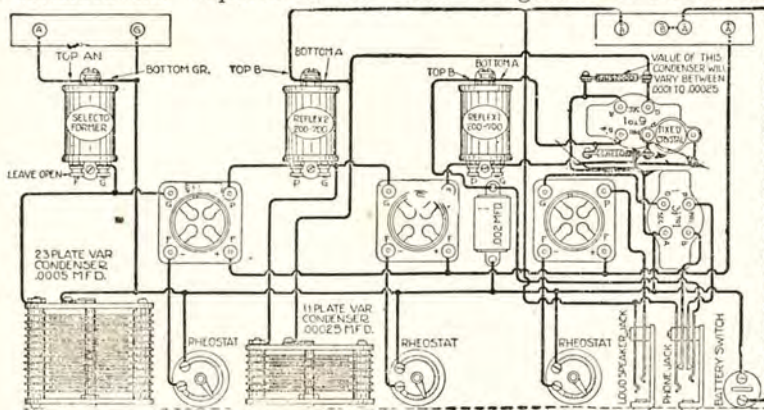 A
G
B
B
A
A
TOP AN.
BOTTOM GR.
TOP B
BOTTOM A
TOP B
BOTTOM A
VALUE OF THIS
CONDENSER WILL
VARY BETWEEN
.0001 TO .00025
SELECTO
FORMER
REFLEX 2
200-700
REFLEX 1
200-700
FIXED
CRYSTAL
LEAVE OPEN
P
G
P
G
P
G
.002 MFD.
G
P
F
F
G
P
F
F
G
P
F
F
23 PLATE VAR
CONDENSER
.0005 MFD.
11 PLATE VAR
CONDENSER
.00025 MFD.
RHEOSTAT
RHEOSTAT
RHEOSTAT
LOUD SPEAKER JACK
PHONE JACK
BATTERY SWITCH